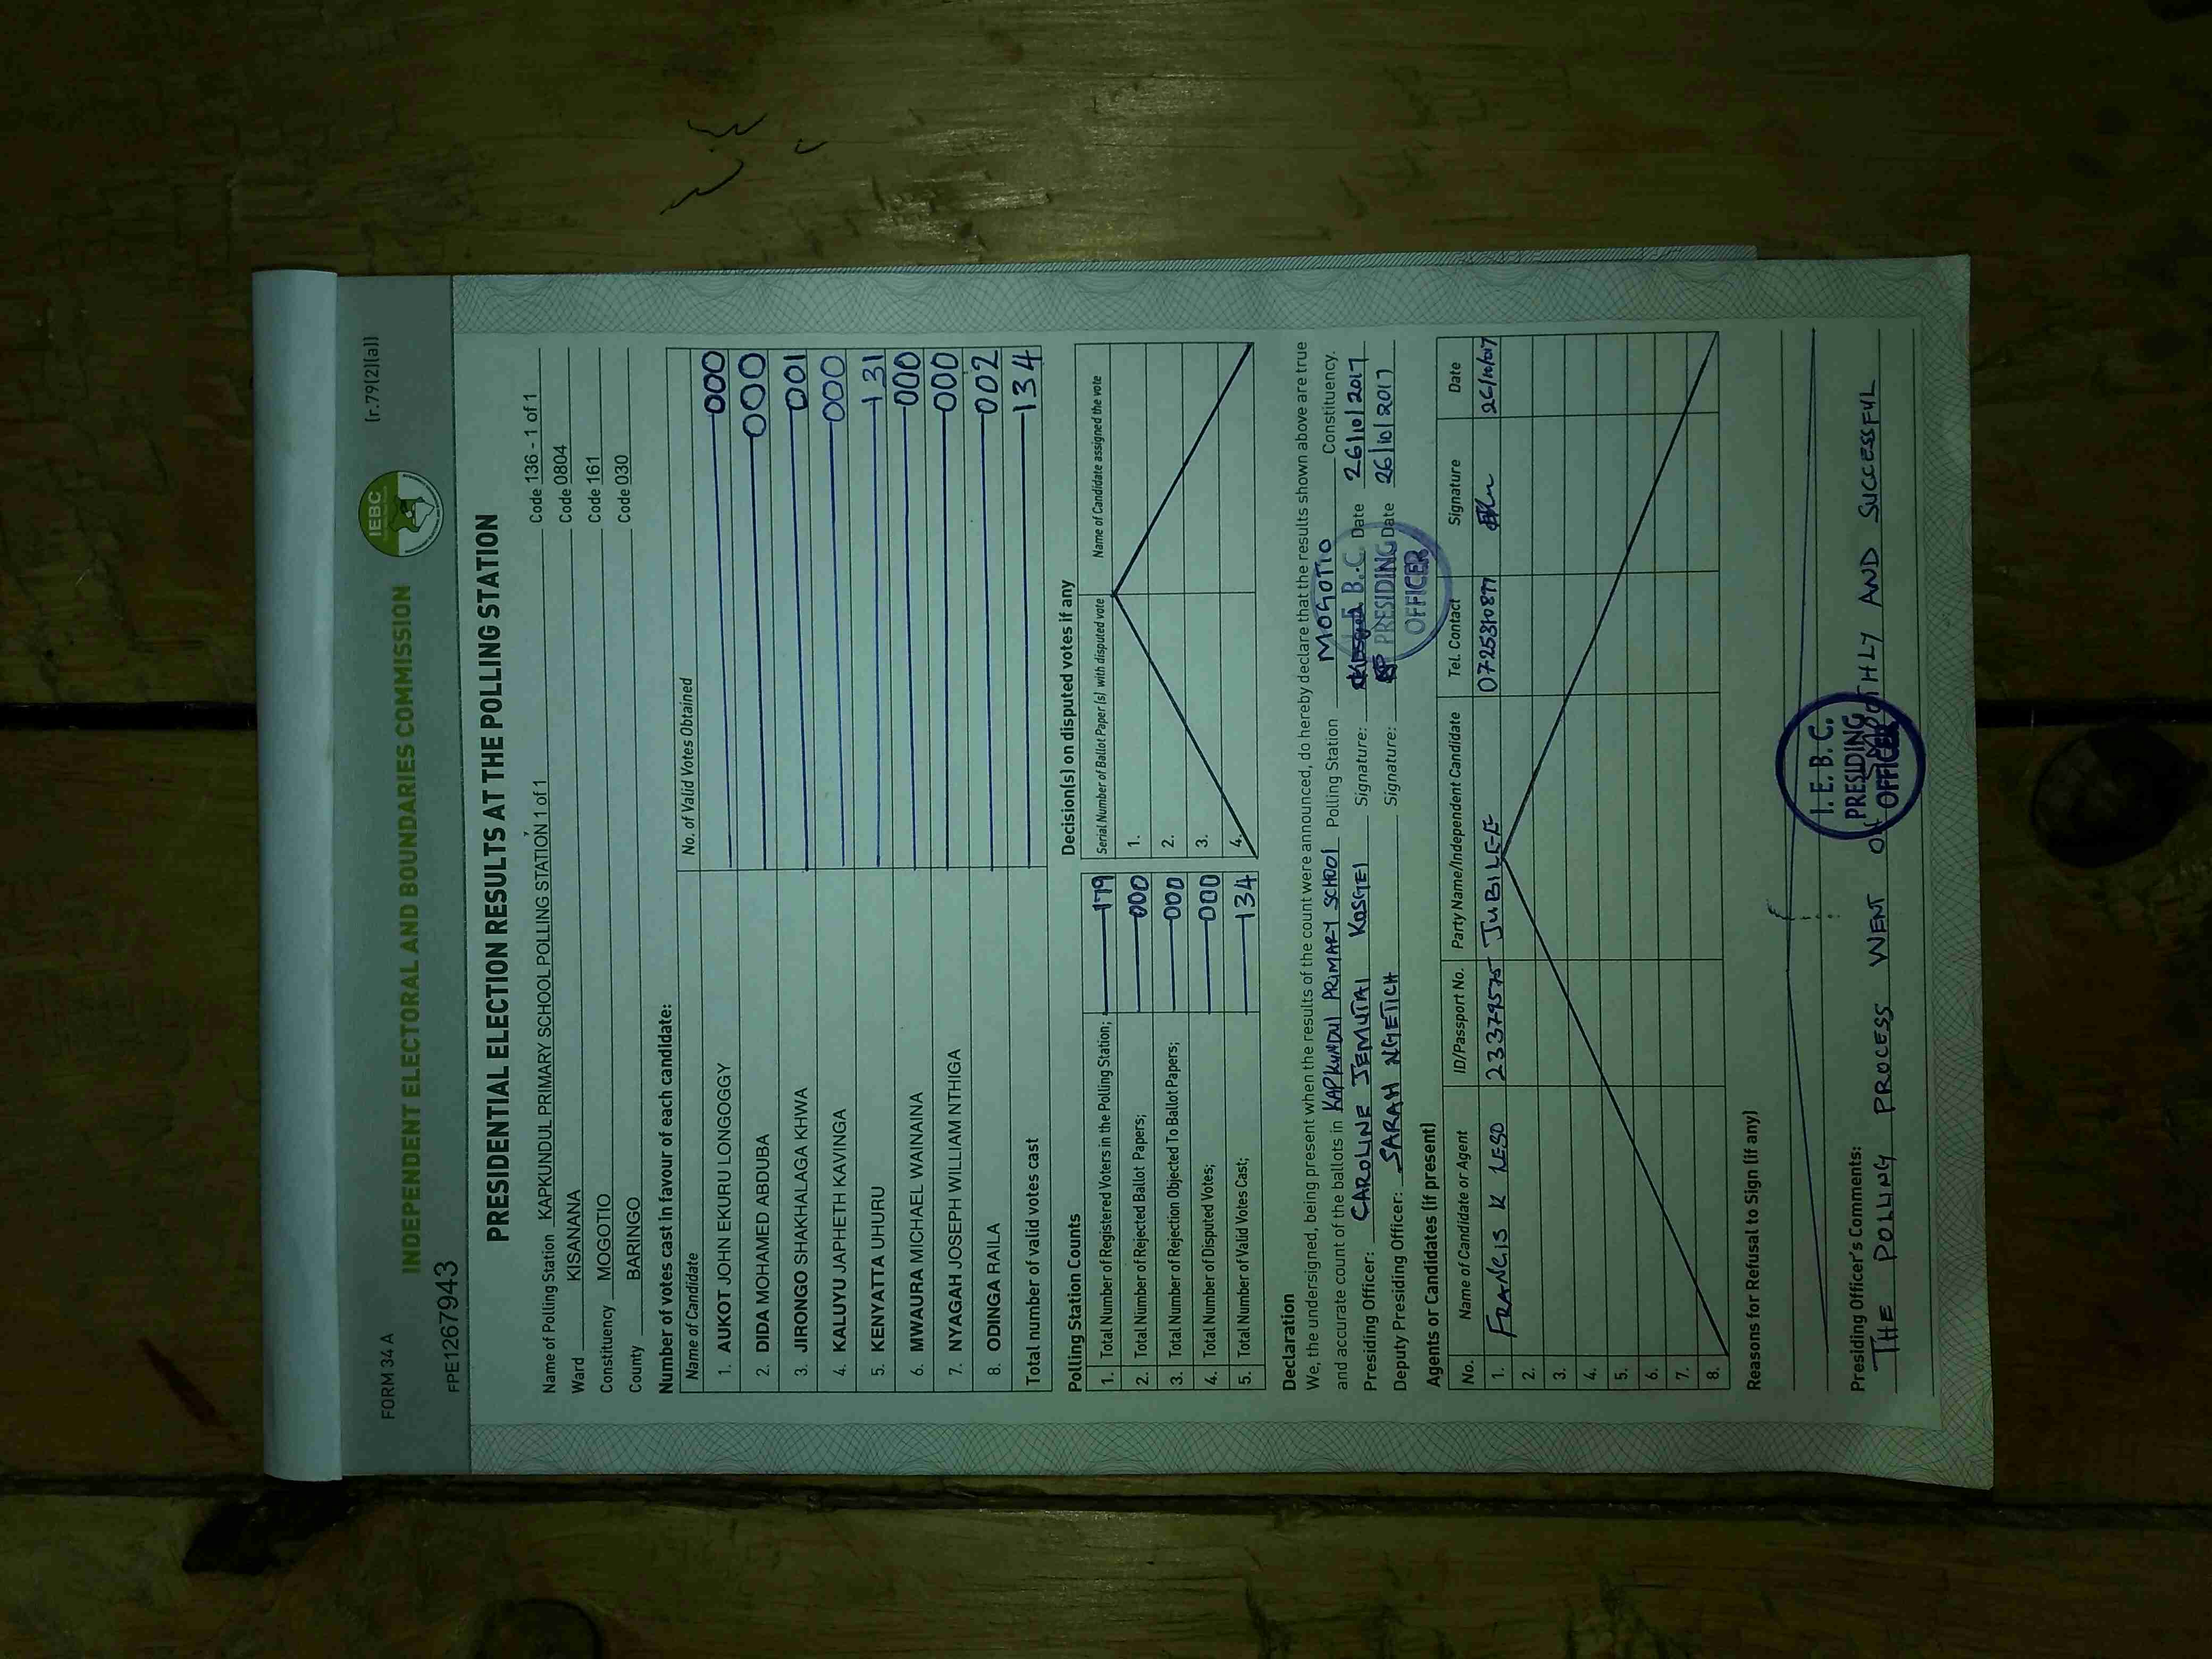 FORM 34 A
(r.79(2)(a))
INDEPENDENT ELECTORAL AND BOUNDARIES COMMISSION
IEBC
FPE1267943
PRESIDENTIAL ELECTION RESULTS AT THE POLLING STATION
Name of Polling Station KAPKUNDUL PRIMARY SCHOOL POLLING STATION 1 of 1 Code 136 - 1 of 1
Ward KISANANA Code 0804
Constituency MOGOTIO Code 161
County BARINGO Code 030
Number of votes cast in favour of each candidate:
Name of Candidate No. of Valid Votes Obtained
1. AUKOT JOHN EKURU LONGOGGY 000
2. DIDA MOHAMED ABDUBA 000
3. JIRONGO SHAKHALAGA KHWA 001
4. KALUYU JAPHETH KAVINGA 000
5. KENYATTA UHURU 131
6. MWAURA MICHAEL WAINAINA 000
7. NYAGAH JOSEPH WILLIAM NTHIGA 000
8. ODINGA RAILA 002
Total number of valid votes cast 134
Polling Station Counts
1. Total Number of Registered Voters in the Polling Station; 179
2. Total Number of Rejected Ballot Papers; 000
3. Total Number of Rejection Objected To Ballot Papers; 000
4. Total Number of Disputed Votes; 000
5. Total Number of Valid Votes Cast; 134
Decision(s) on disputed votes if any
Serial Number of Ballot Paper (s) with disputed vote Name of Candidate assigned the vote
1.
2.
3.
4.
Declaration
We, the undersigned, being present when the results of the count were announced, do hereby declare that the results shown above are true
and accurate count of the ballots in KAPKUNDUL PRIMARY SCHOOL Polling Station MOGOTIO Constituency.
Presiding Officer: CAROLINE JEMUTAI KOSGEI Signature: Date 26/10/2017
Deputy Presiding Officer: SARAH NGETICH Signature: Date 26/10/2017
B.C.
PRESIDING
OFFICER
Agents or Candidates (if present)
No. Name of Candidate or Agent ID/Passport No. Party Name/Independent Candidate Tel. Contact Signature Date
1. FRANCIS K 23379575 JUBILEE 26/10/017
2.
3.
4.
5.
6.
7.
8.
Reasons for Refusal to Sign (if any)
I.E.B.C.
PRESIDING
OFFICER
Presiding Officer's Comments:
THE POLLING PROCESS WENT AND SUCCESSFUL